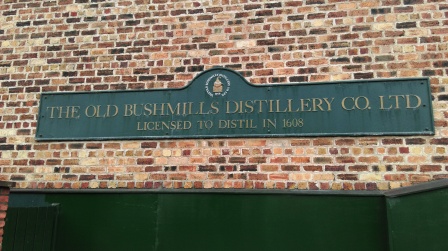 THE OLD BUSHMILLS DISTILLERY CO. LTD.
LICENSED TO DISTIL IN 1608